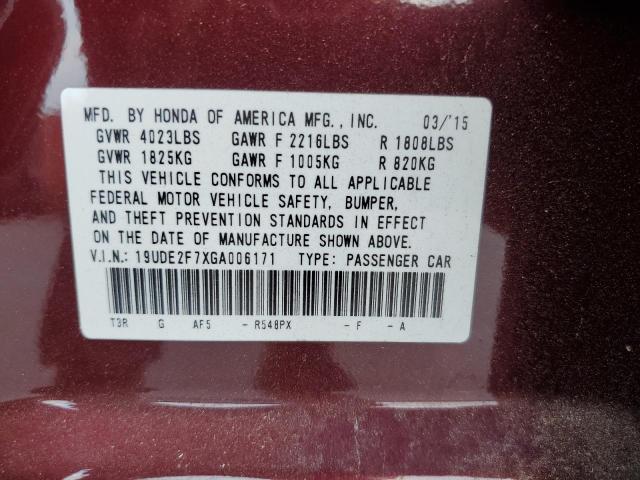 MFD. BY HONDA OF AMERICA MFG., INC. 03/'15
GVWR 4023LBS GAWR F 2216LBS R 1808LBS
GVWR 1825KG GAWR F 1005KG R 820KG
THIS VEHICLE CONFORMS TO ALL APPLICABLE
FEDERAL MOTOR VEHICLE SAFETY, BUMPER,
AND THEFT PREVENTION STANDARDS IN EFFECT
ON THE DATE OF MANUFACTURE SHOWN ABOVE.
V.I.N.: 19UDE2F7XGA006171 TYPE: PASSENGER CAR
T3R G AF5 - R548PX - F - A